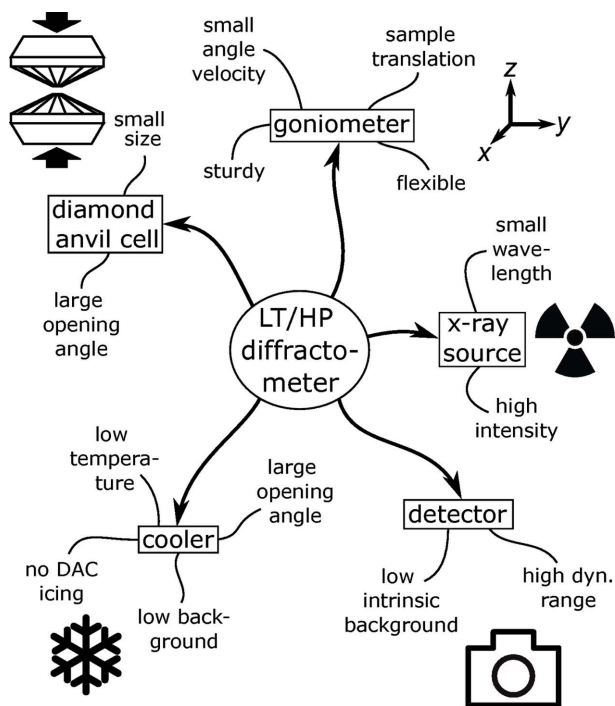 small
angle
velocity
sample
translation
goniometer
sturdy
flexible
z
y
x
small
size
diamond
anvil cell
large
opening
angle
small
wave-
length
x-ray
source
high
intensity
LT/HP
diffracto-
meter
low
tempera-
ture
large
opening
angle
cooler
no DAC
icing
low back-
ground
detector
low
intrinsic
background
high dyn.
range